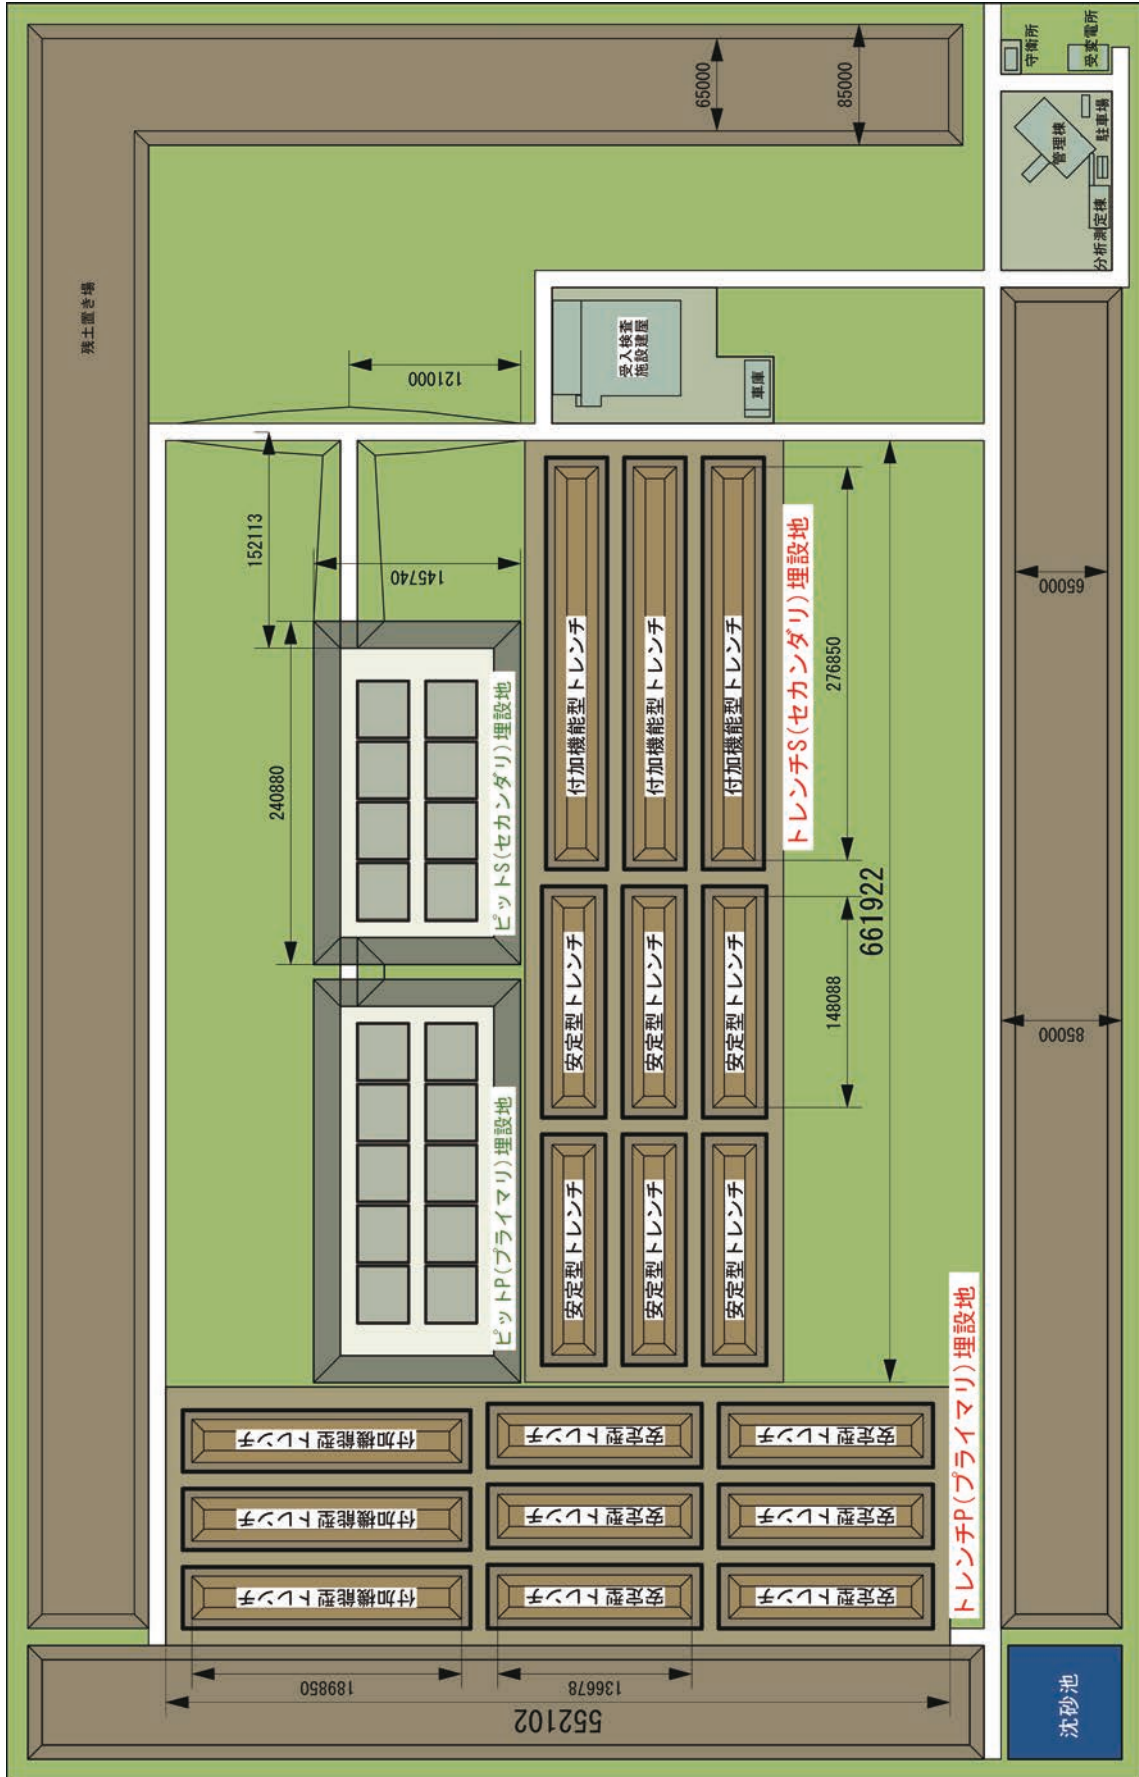 残土置き場
65000
85000
守衛所
受変電所
管理棟
駐車場
分析測定棟
121000
受入検査
施設建屋
車庫
152113
145740
240880
ピットS(セカンダリ)埋設地
付加機能型トレンチ
付加機能型トレンチ
付加機能型トレンチ
トレンチS(セカンダリ)埋設地
276850
65000
ピットP(プライマリ)埋設地
安定型トレンチ
安定型トレンチ
安定型トレンチ
148088
661922
85000
安定型トレンチ
安定型トレンチ
安定型トレンチ
付加機能型トレンチ
安定型トレンチ
安定型トレンチ
付加機能型トレンチ
安定型トレンチ
安定型トレンチ
付加機能型トレンチ
安定型トレンチ
安定型トレンチ
トレンチP(プライマリ)埋設地
189850
136678
552102
沈砂池